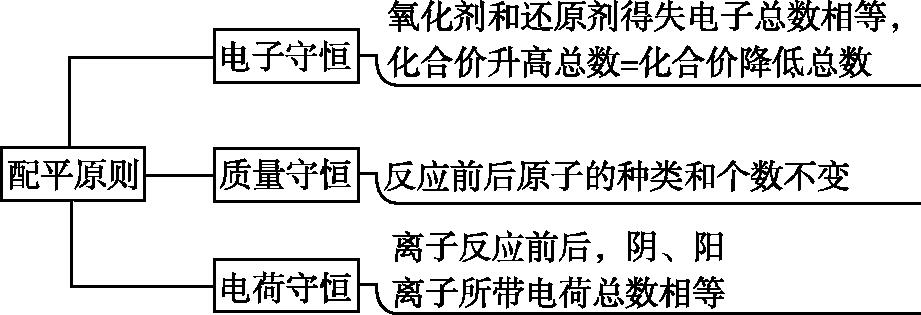 氧化剂和还原剂得失电子总数相等，
电子守恒
化合价升高总数=化合价降低总数
配平原则
质量守恒
反应前后原子的种类和个数不变
离子反应前后，阴、阳
电荷守恒
离子所带电荷总数相等